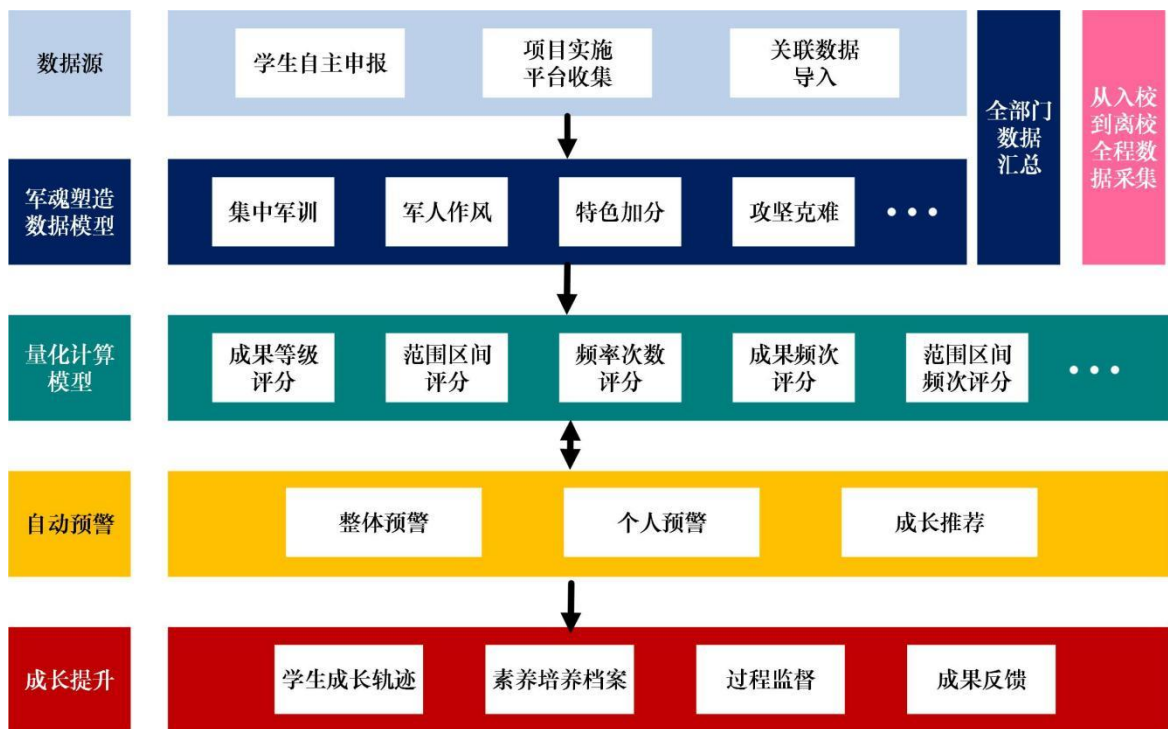 数据源
学生自主申报
项目实施
平台收集
关联数据
导入
全部门
数据
汇总
从入校
到离校
全程数
据采集
军魂塑造
数据模型
集中军训
军人作风
特色加分
攻坚克难
•••
量化计算
模型
成果等级
评分
范围区间
评分
频率次数
评分
成果频次
评分
范围区间
频次评分
•••
自动预警
整体预警
个人预警
成长推荐
成长提升
学生成长轨迹
素养培养档案
过程监督
成果反馈